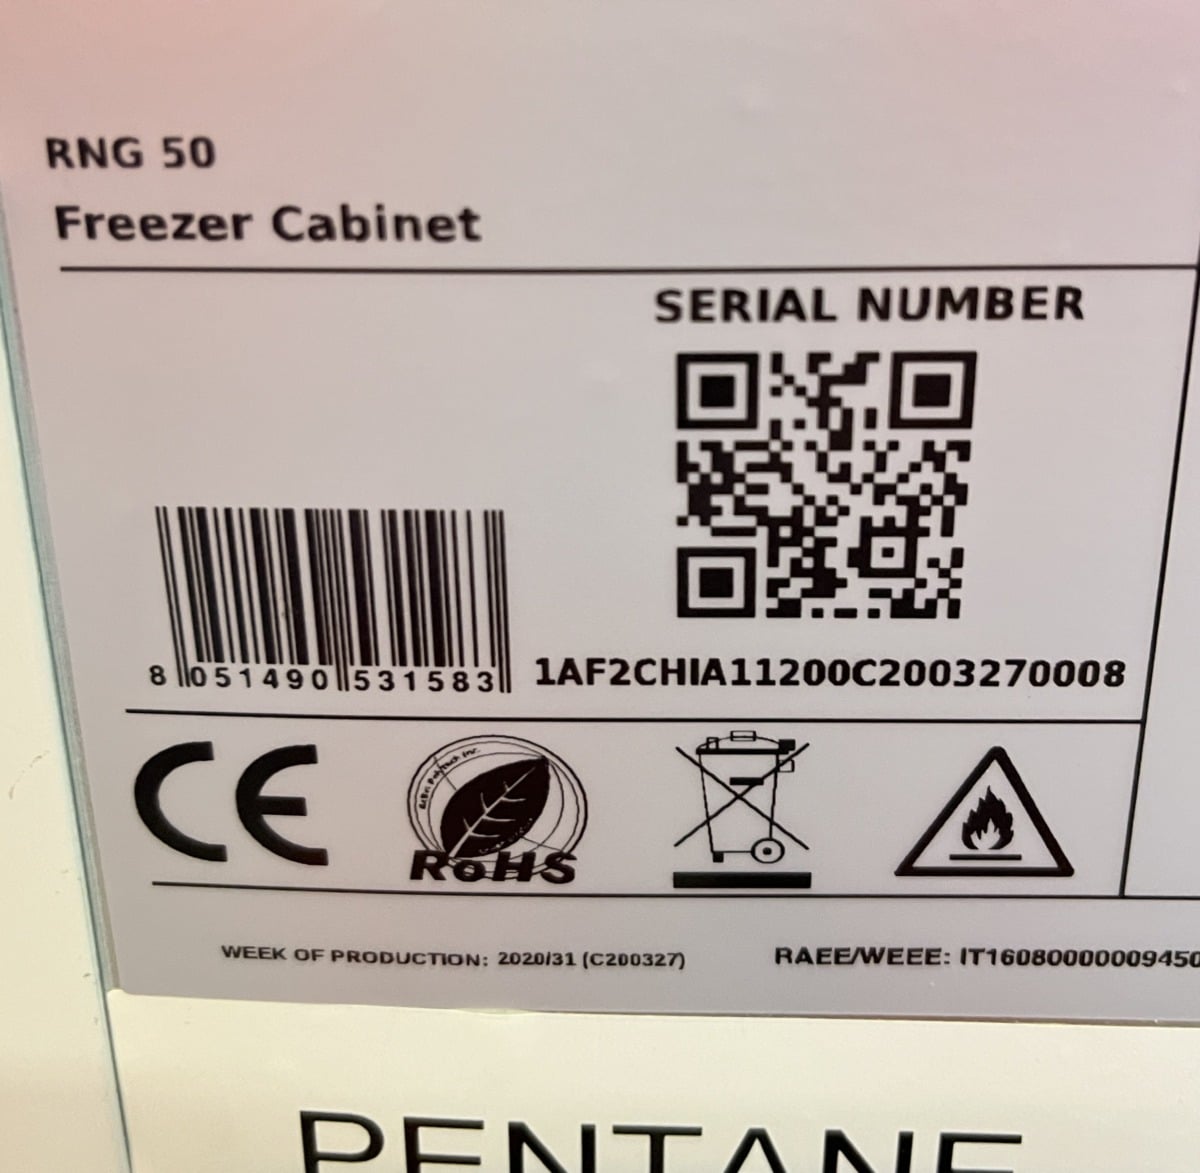 RNG 50
Freezer Cabinet
SERIAL NUMBER
8 051490 531583
1AF2CHIA11200C2003270008
CE
RoHS
WEEK OF PRODUCTION: 2020/31 (C200327)
RAEE/WEEE: IT16080000009450
PENTANE